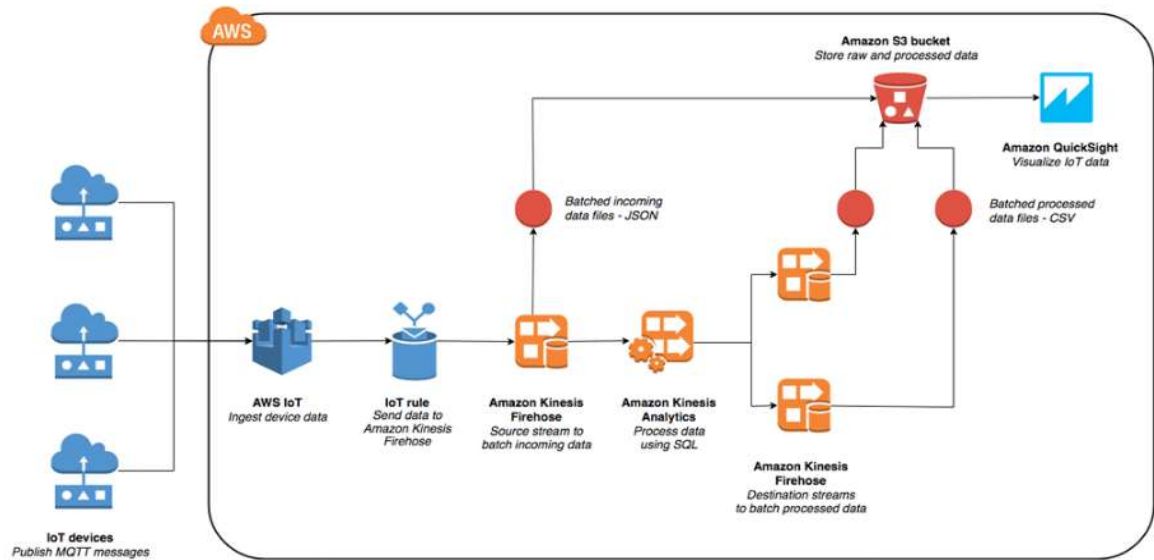 AWS
Amazon S3 bucket
Store raw and processed data
Amazon QuickSight
Visualize IoT data
Batched incoming
data files - JSON
Batched processed
data files - CSV
AWS IoT
Ingest device data
IoT rule
Send data to
Amazon Kinesis
Firehose
Amazon Kinesis
Firehose
Source stream to
batch incoming data
Amazon Kinesis
Analytics
Process data
using SQL
Amazon Kinesis
Firehose
Destination streams
to batch processed data
IoT devices
Publish MQTT messages